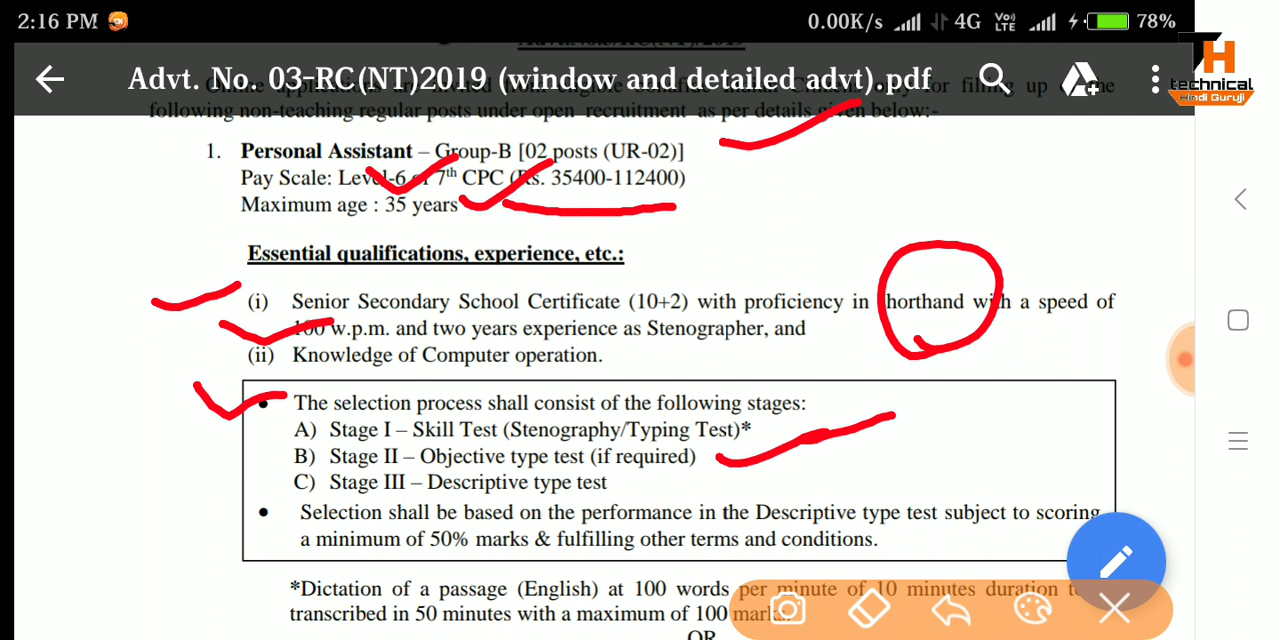 2:16 PM
0.00K/s 4G VoLTE 78%
Advt. No. 03-RC(NT)2019 (window and detailed advt).pdf
technical
Hindi Guruji
following non-teaching regular posts under open recruitment as per details given below:-
1. Personal Assistant – Group-B [02 posts (UR-02)]
Pay Scale: Level-6 of 7th CPC (Rs. 35400-112400)
Maximum age : 35 years
Essential qualifications, experience, etc.:
(i) Senior Secondary School Certificate (10+2) with proficiency in shorthand with a speed of
100 w.p.m. and two years experience as Stenographer, and
(ii) Knowledge of Computer operation.
• The selection process shall consist of the following stages:
A) Stage I – Skill Test (Stenography/Typing Test)*
B) Stage II – Objective type test (if required)
C) Stage III – Descriptive type test
• Selection shall be based on the performance in the Descriptive type test subject to scoring
a minimum of 50% marks & fulfilling other terms and conditions.
*Dictation of a passage (English) at 100 words per minute of 10 minutes duration
transcribed in 50 minutes with a maximum of 100 marks
OR